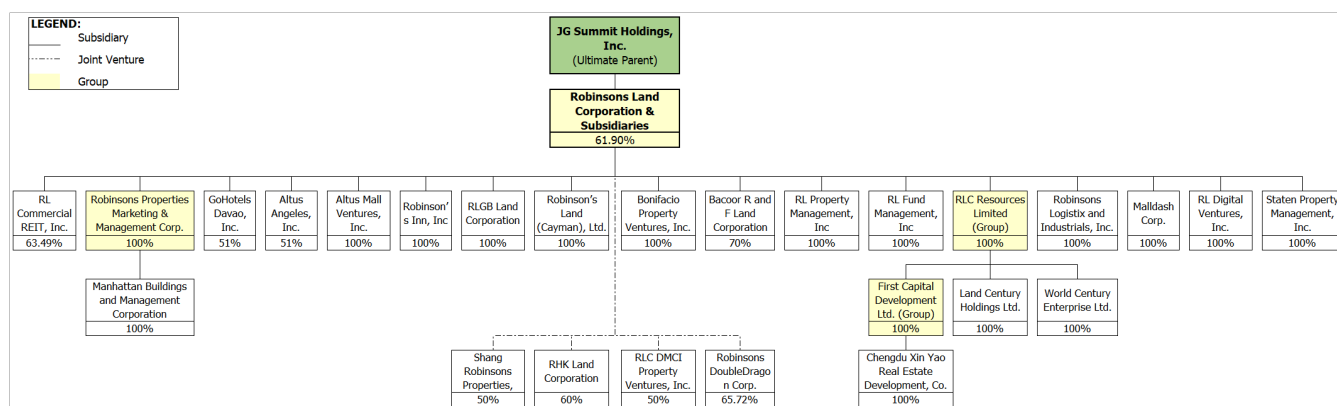 LEGEND:
Subsidiary
Joint Venture
Group
JG Summit Holdings,
Inc.
(Ultimate Parent)
Robinsons Land
Corporation &
Subsidiaries
61.90%
RL
Commercial
REIT, Inc.
63.49%
Robinsons Properties
Marketing &
Management Corp.
100%
GoHotels
Davao,
Inc.
51%
Altus
Angeles,
Inc.
51%
Altus Mall
Ventures,
Inc.
100%
Robinson'
s Inn, Inc
100%
RLGB Land
Corporation
100%
Robinson's
Land
(Cayman), Ltd.
100%
Bonifacio
Property
Ventures, Inc.
100%
Bacoor R and
F Land
Corporation
70%
RL Property
Management,
Inc
100%
RL Fund
Management,
Inc
100%
RLC Resources
Limited
(Group)
100%
Robinsons
Logistix and
Industrials, Inc.
100%
Malldash
Corp.
100%
RL Digital
Ventures,
Inc.
100%
Staten Property
Management,
Inc.
100%
Manhattan Buildings
and Management
Corporation
100%
First Capital
Development
Ltd. (Group)
100%
Land Century
Holdings Ltd.
100%
World Century
Enterprise Ltd.
100%
Shang
Robinsons
Properties,
50%
RHK Land
Corporation
60%
RLC DMCI
Property
Ventures, Inc.
50%
Robinsons
DoubleDrago
n Corp.
65.72%
Chengdu Xin Yao
Real Estate
Development, Co.
100%